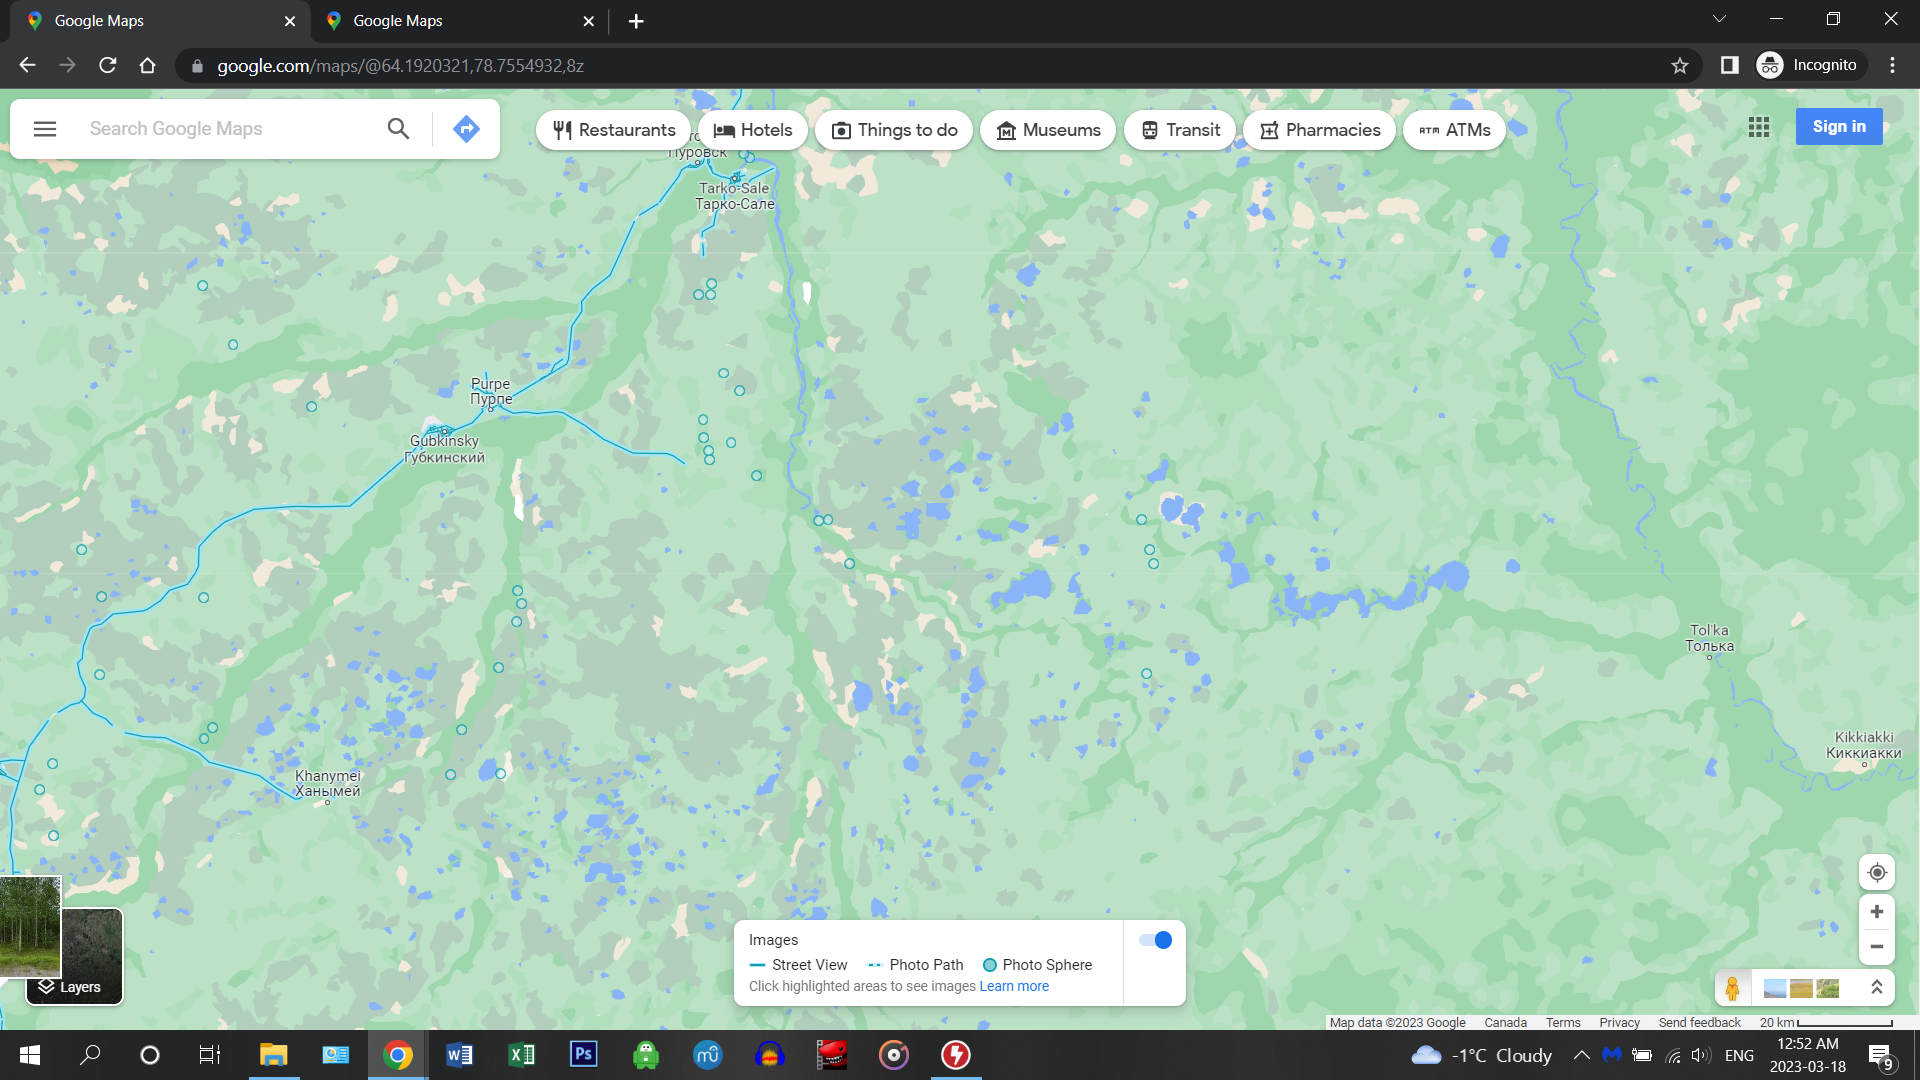 Google Maps
Google Maps
google.com/maps/@64.1920321,78.7554932,8z
Incognito
Search Google Maps
Restaurants
Hotels
Things to do
Museums
Transit
Pharmacies
ATM ATMs
Sign in
Пуровск
Tarko-Sale
Тарко-Сале
Purpe
Пурпе
Gubkinsky
Губкинский
Tol'ka
Толька
Kikkiakki
Киккиакки
Khanymei
Ханымей
Layers
Images
Street View
Photo Path
Photo Sphere
Click highlighted areas to see images Learn more
Map data ©2023 Google Canada Terms Privacy Send feedback 20 km
-1°C Cloudy
ENG
12:52 AM
2023-03-18
9